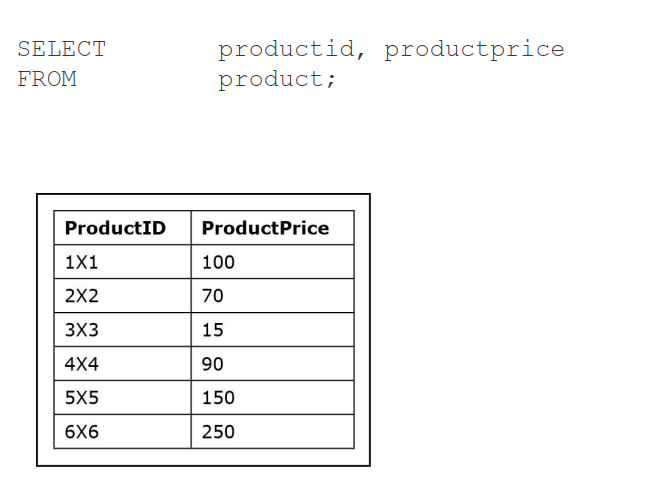 SELECT productid, productprice
FROM product;
ProductID ProductPrice
1X1 100
2X2 70
3X3 15
4X4 90
5X5 150
6X6 250